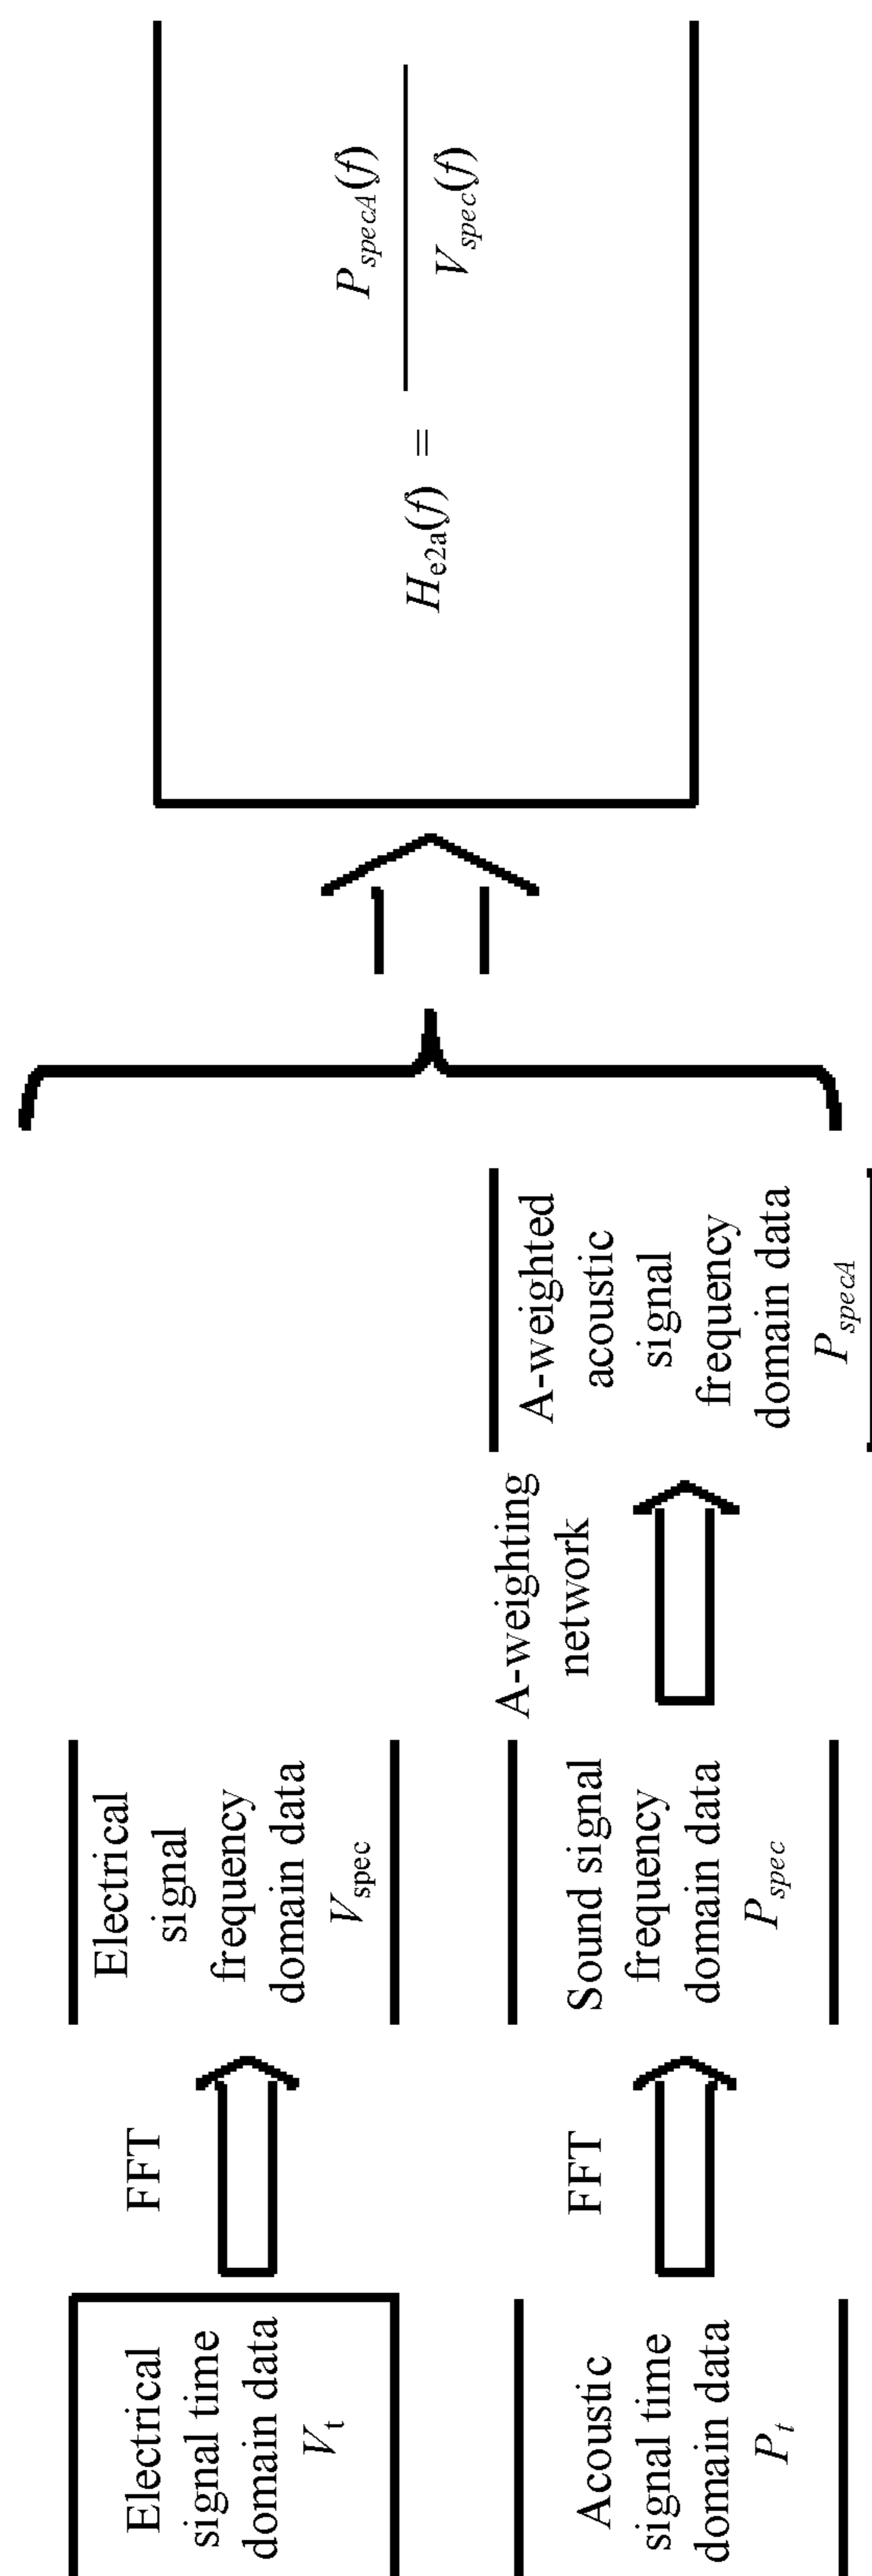 Electrical
signal time
domain data
Vt
FFT
Electrical
signal
frequency
domain data
Vspec
Acoustic
signal time
domain data
Pt
FFT
Sound signal
frequency
domain data
Pspec
A-weighting
network
A-weighted
acoustic
signal
frequency
domain data
PspecA
He2a(f) = PspecA(f) / Vspec(f)